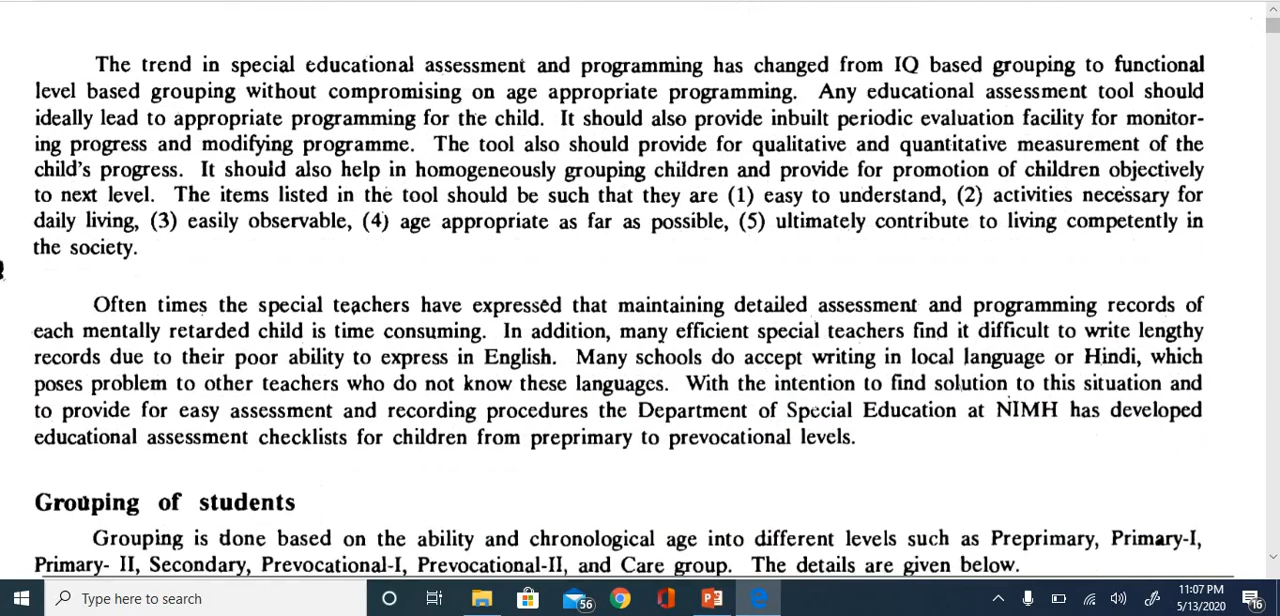 The trend in special educational assessment and programming has changed from IQ based grouping to functional
level based grouping without compromising on age appropriate programming. Any educational assessment tool should
ideally lead to appropriate programming for the child. It should also provide inbuilt periodic evaluation facility for monitor-
ing progress and modifying programme. The tool also should provide for qualitative and quantitative measurement of the
child's progress. It should also help in homogeneously grouping children and provide for promotion of children objectively
to next level. The items listed in the tool should be such that they are (1) easy to understand, (2) activities necessary for
daily living, (3) easily observable, (4) age appropriate as far as possible, (5) ultimately contribute to living competently in
the society.
Often times the special teachers have expressed that maintaining detailed assessment and programming records of
each mentally retarded child is time consuming. In addition, many efficient special teachers find it difficult to write lengthy
records due to their poor ability to express in English. Many schools do accept writing in local language or Hindi, which
poses problem to other teachers who do not know these languages. With the intention to find solution to this situation and
to provide for easy assessment and recording procedures the Department of Special Education at NIMH has developed
educational assessment checklists for children from preprimary to prevocational levels.
Grouping of students
Grouping is done based on the ability and chronological age into different levels such as Preprimary, Primary-I,
Primary- II, Secondary, Prevocational-I, Prevocational-II, and Care group. The details are given below.
Type here to search
56
11:07 PM
5/13/2020
16